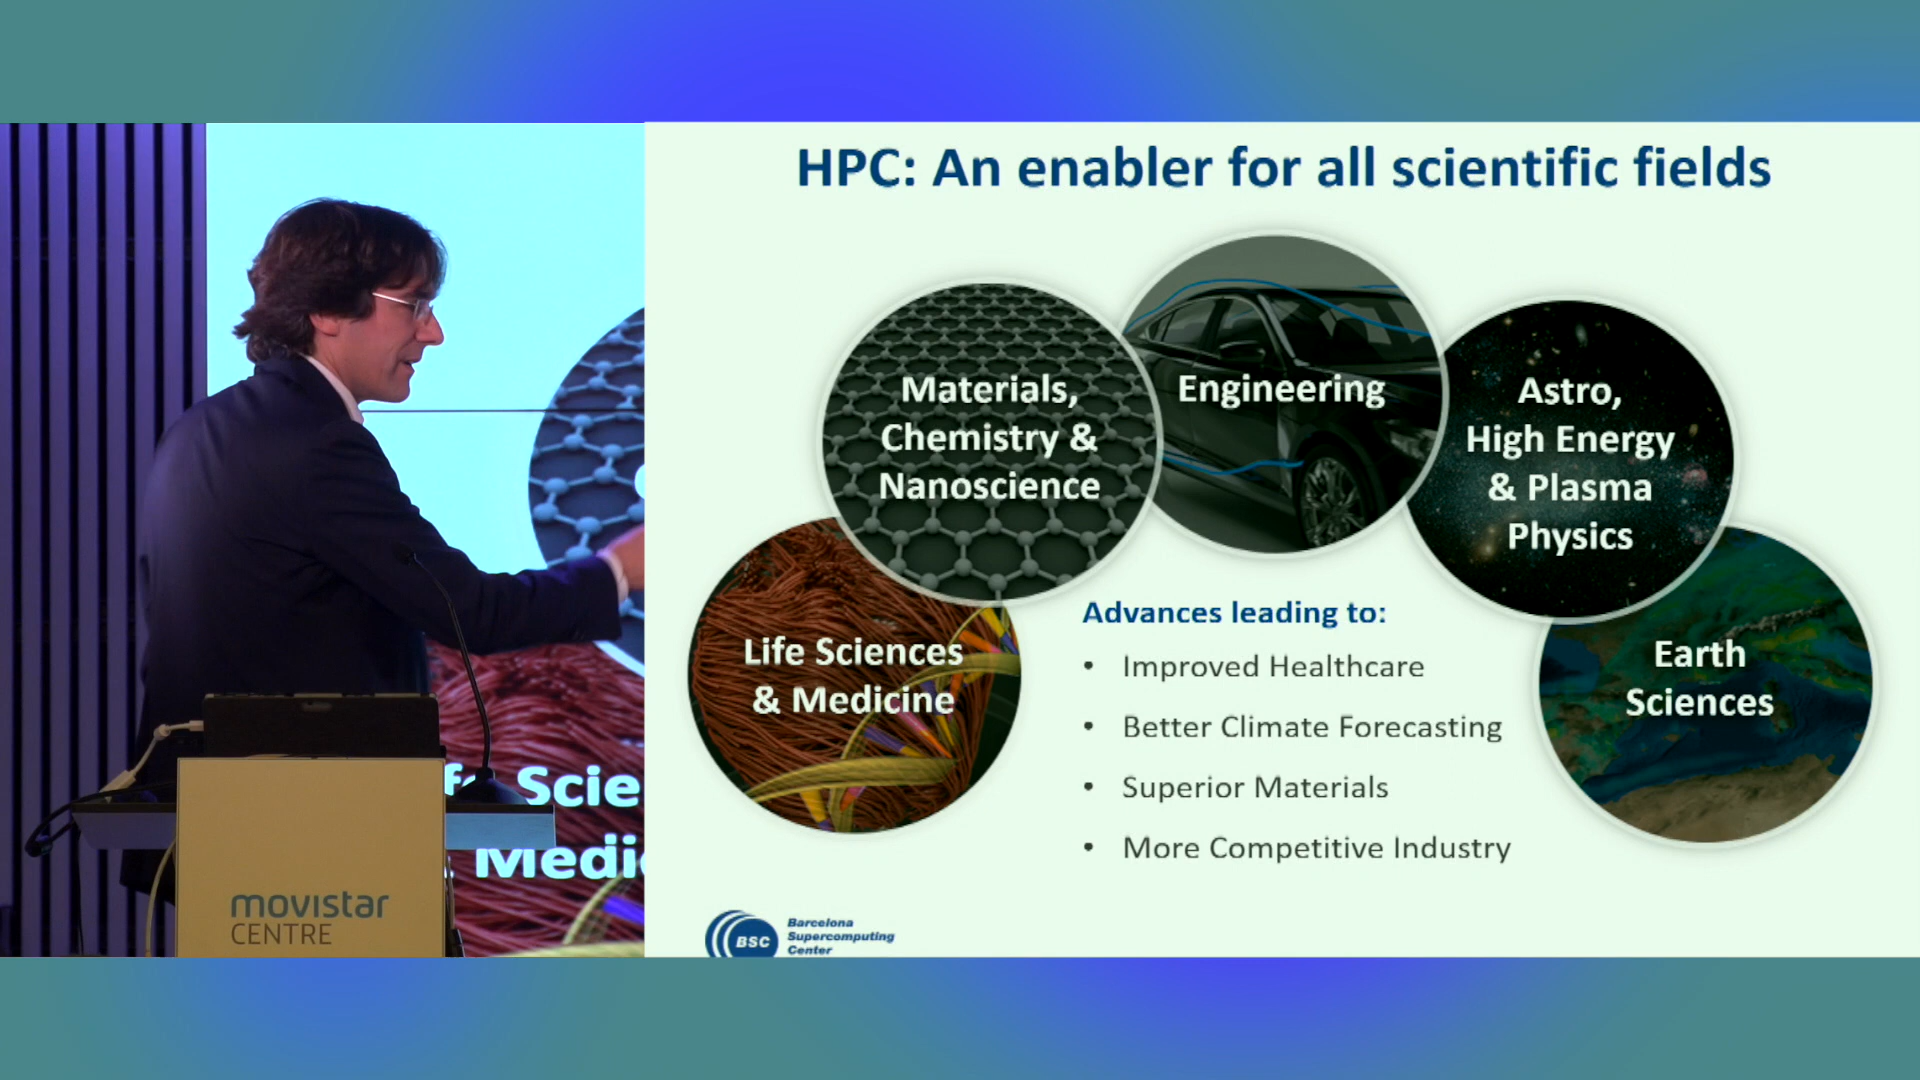 HPC: An enabler for all scientific fields
Materials,
Chemistry &
Nanoscience
Engineering
Astro,
High Energy
& Plasma
Physics
Life Sciences
& Medicine
Earth
Sciences
Advances leading to:
• Improved Healthcare
• Better Climate Forecasting
• Superior Materials
• More Competitive Industry
BSC
Barcelona
Supercomputing
Center
Scie
Medi
movistar
CENTRE